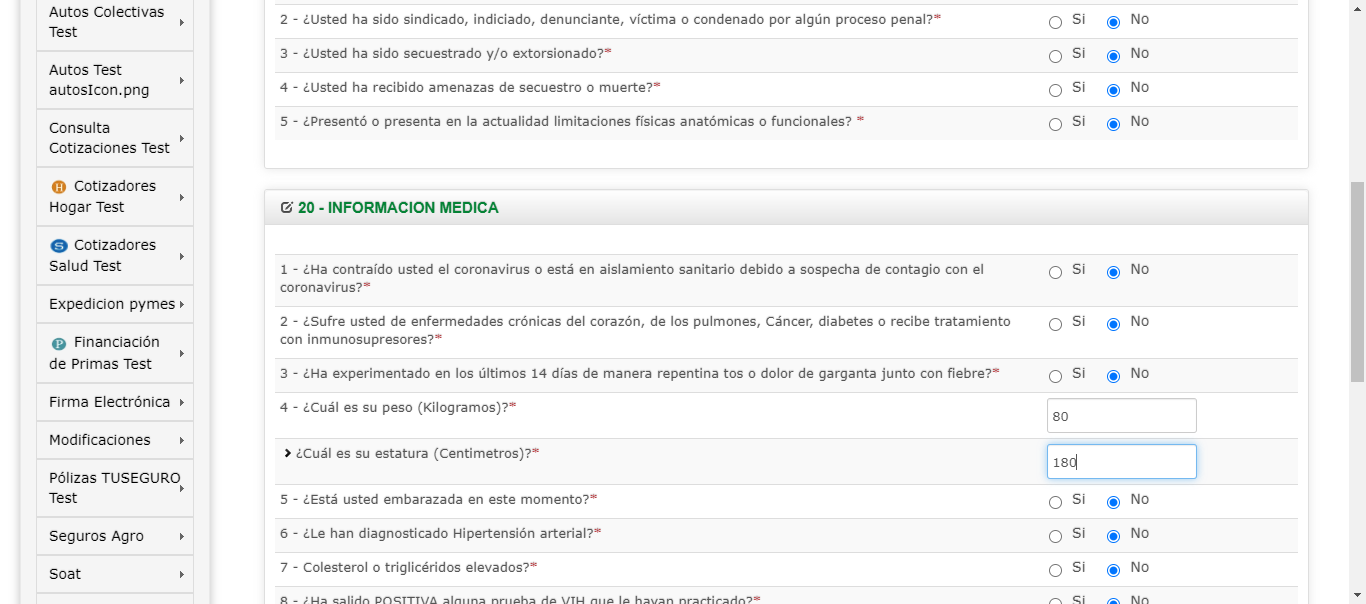 Autos Colectivas
Test
Autos Test
autosIcon.png
Consulta
Cotizaciones Test
H Cotizadores
Hogar Test
S Cotizadores
Salud Test
Expedicion pymes
P Financiación
de Primas Test
Firma Electrónica
Modificaciones
Pólizas TUSEGURO
Test
Seguros Agro
Soat
2 - ¿Usted ha sido sindicado, indiciado, denunciante, víctima o condenado por algún proceso penal?* Si No
3 - ¿Usted ha sido secuestrado y/o extorsionado?* Si No
4 - ¿Usted ha recibido amenazas de secuestro o muerte?* Si No
5 - ¿Presentó o presenta en la actualidad limitaciones físicas anatómicas o funcionales? * Si No
20 - INFORMACION MEDICA
1 - ¿Ha contraído usted el coronavirus o está en aislamiento sanitario debido a sospecha de contagio con el Si No
coronavirus?*
2 - ¿Sufre usted de enfermedades crónicas del corazón, de los pulmones, Cáncer, diabetes o recibe tratamiento Si No
con inmunosupresores?*
3 - ¿Ha experimentado en los últimos 14 días de manera repentina tos o dolor de garganta junto con fiebre?* Si No
4 - ¿Cuál es su peso (Kilogramos)?* 80
¿Cuál es su estatura (Centimetros)?* 180
5 - ¿Está usted embarazada en este momento?* Si No
6 - ¿Le han diagnosticado Hipertensión arterial?* Si No
7 - Colesterol o triglicéridos elevados?* Si No
8 - ¿Ha salido POSITIVA alguna prueba de VIH que le hayan practicado?* Si No